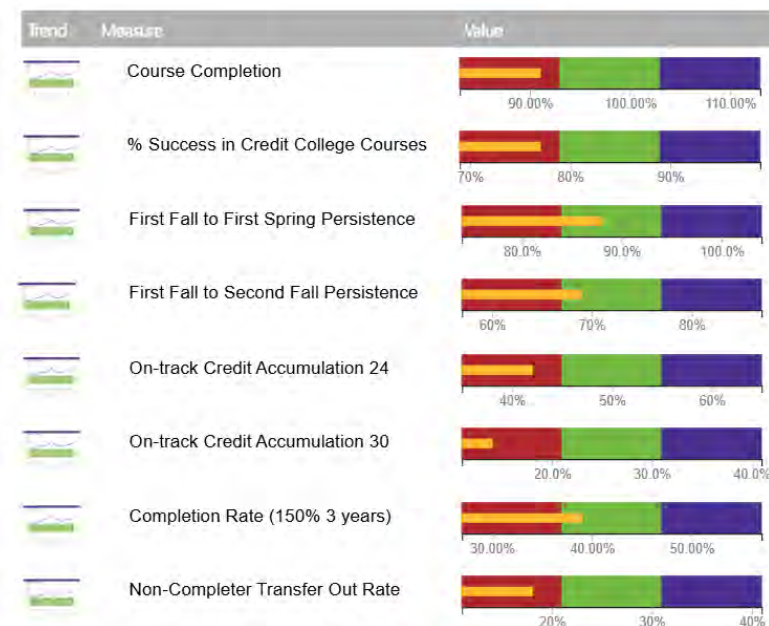 Trend Measure Value
Course Completion
90.00% 100.00% 110.00%
% Success in Credit College Courses
70% 80% 90%
First Fall to First Spring Persistence
80.0% 90.0% 100.0%
First Fall to Second Fall Persistence
60% 70% 80%
On-track Credit Accumulation 24
40% 50% 60%
On-track Credit Accumulation 30
20.0% 30.0% 40.0%
Completion Rate (150% 3 years)
30.00% 40.00% 50.00%
Non-Completer Transfer Out Rate
20% 30% 40%